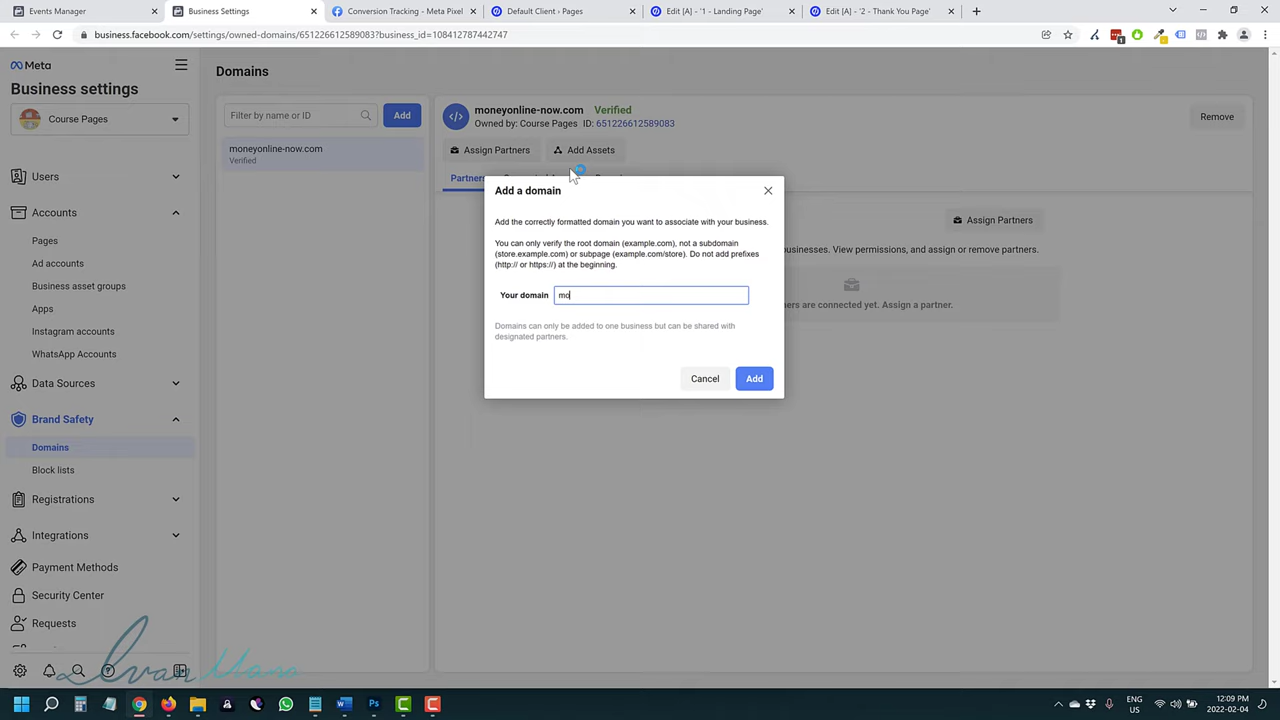 Events Manager
Business Settings
Conversion Tracking - Meta Pixel
Default Client › Pages
Edit [A] - '1 - Landing Page'
Edit [A] - '2 - Thank You Page'
business.facebook.com/settings/owned-domains/651226612589083?business_id=108412787442747
Meta
Business settings
Course Pages
Users
Accounts
Pages
Ad accounts
Business asset groups
Apps
Instagram accounts
WhatsApp Accounts
Data Sources
Brand Safety
Domains
Block lists
Registrations
Integrations
Payment Methods
Security Center
Requests
Domains
Filter by name or ID
Add
moneyonline-now.com
Verified
moneyonline-now.com Verified
Owned by: Course Pages ID: 651226612589083
Remove
Assign Partners
Add Assets
Partners
Assign Partners
businesses. View permissions, and assign or remove partners.
are connected yet. Assign a partner.
Add a domain
Add the correctly formatted domain you want to associate with your business.
You can only verify the root domain (example.com), not a subdomain
(store.example.com) or subpage (example.com/store). Do not add prefixes
(http:// or https://) at the beginning.
Your domain mo
Domains can only be added to one business but can be shared with
designated partners.
Cancel
Add
Ivan Mana
ENG
US
12:09 PM
2022-02-04